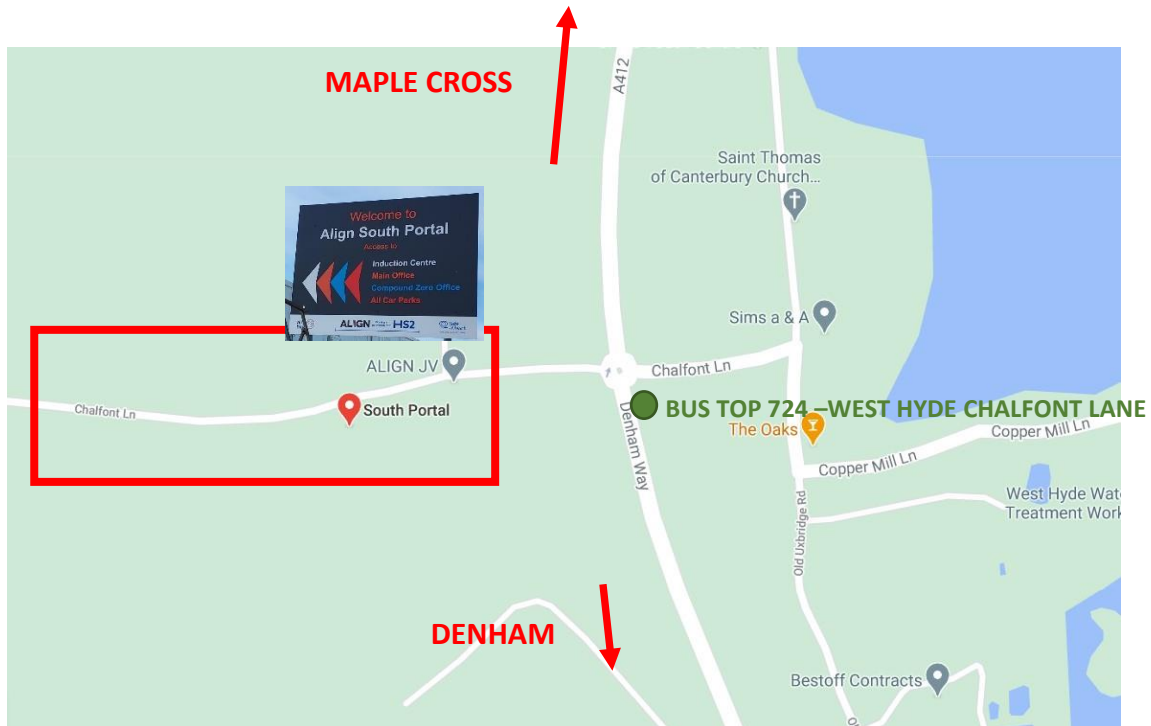 MAPLE CROSS
A412
Saint Thomas
of Canterbury Church...
Welcome to
Align South Portal
Access to
Induction Centre
Main Office
Compound Zero Office
All Car Parks
ALIGN
HS2
Sims a & A
ALIGN JV
Chalfont Ln
Chalfont Ln
South Portal
Denham Way
BUS TOP 724 –WEST HYDE CHALFONT LANE
The Oaks
Copper Mill Ln
Copper Mill Ln
West Hyde Wat
Treatment Work
Old Uxbridge Rd
DENHAM
Bestoff Contracts